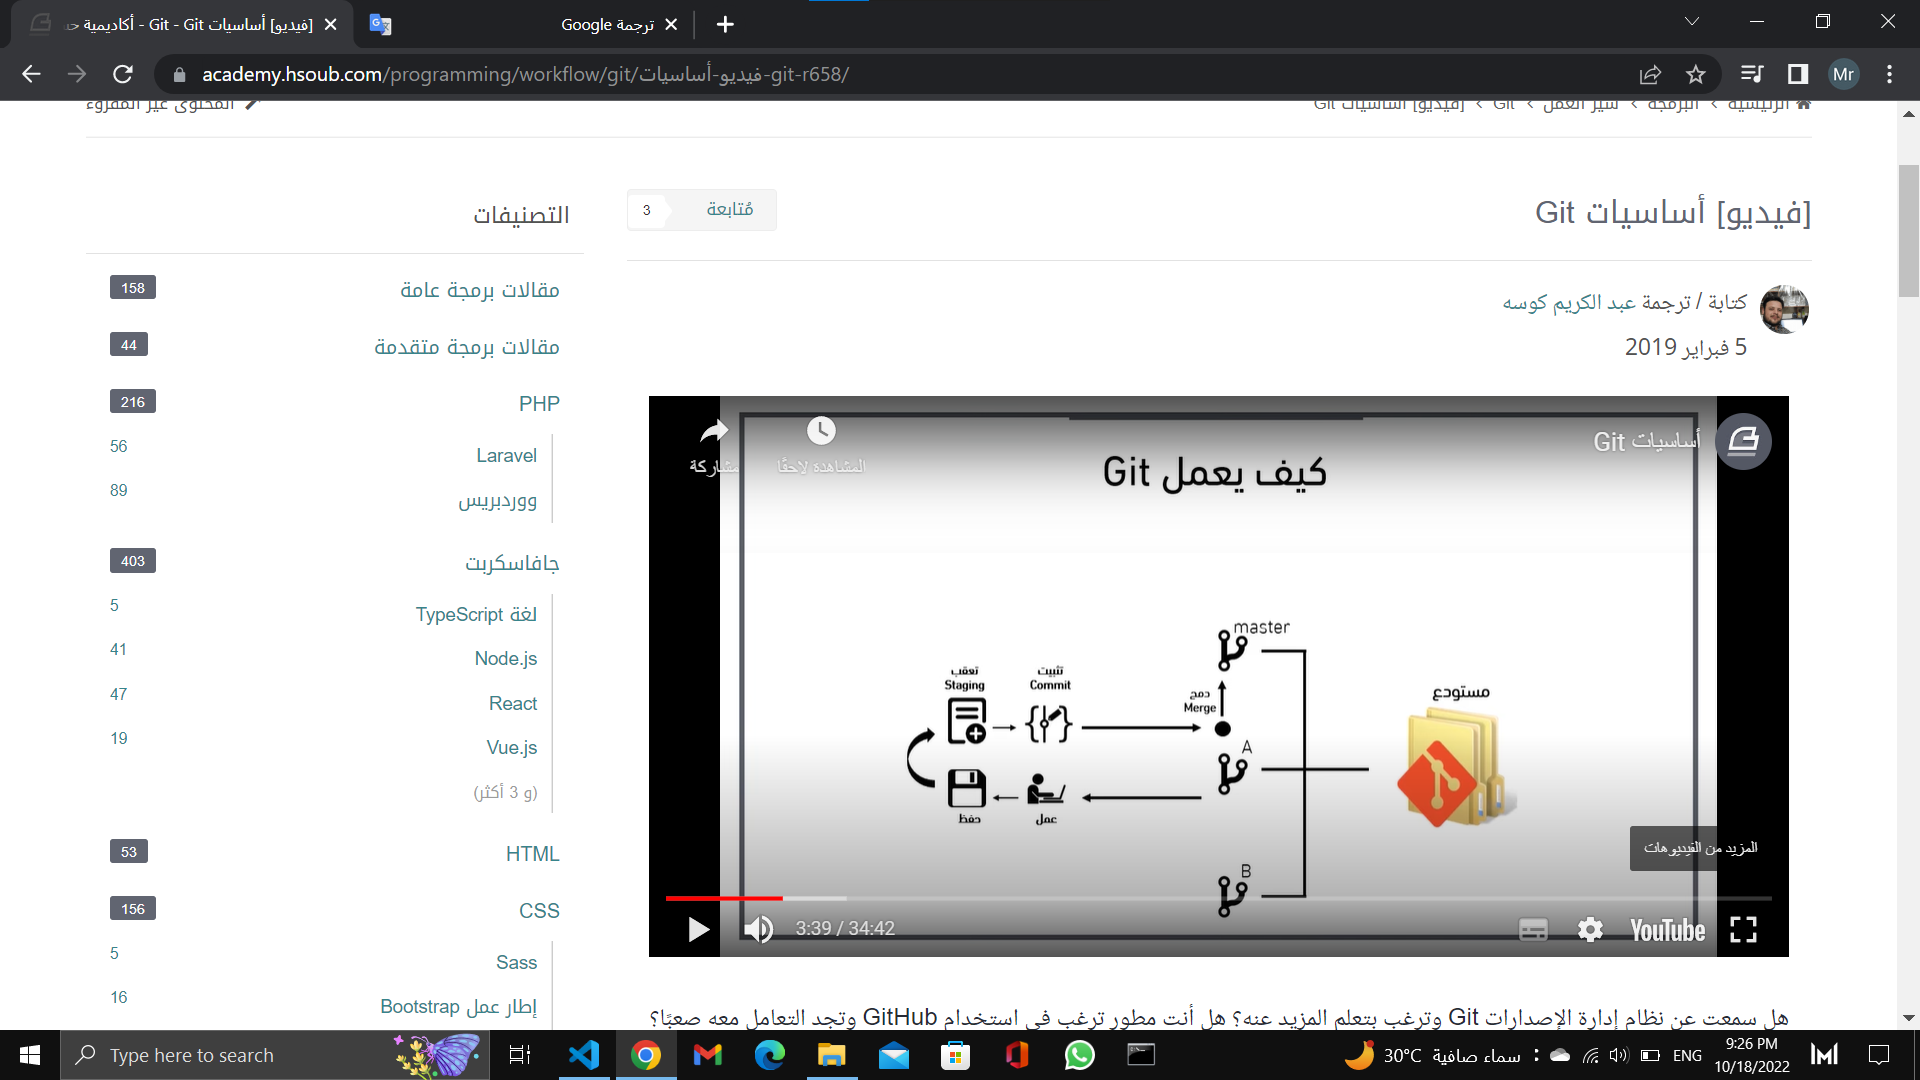 [فيديو] أساسيات Git - Git - أكاديمية
ترجمة Google
academy.hsoub.com/programming/workflow/git/فيديو-أساسيات-git-r658/
Mr
الرئيسية > البرمجة > سير العمل > Git > [فيديو] أساسيات Git
المحتوى غير المقروء
[فيديو] أساسيات Git
مُتابعة
3
كتابة / ترجمة عبد الكريم كوسه
5 فبراير 2019
أساسيات Git
المشاهدة لاحقًا
مشاركة
كيف يعمل Git
master
تعقب
Staging
تثبيت
Commit
دمج
Merge
مستودع
A
حفظ
عمل
B
المزيد من الفيديوهات
3:39 / 34:42
YouTube
هل سمعت عن نظام إدارة الإصدارات Git وترغب بتعلم المزيد عنه؟ هل أنت مطور ترغب في استخدام GitHub وتجد التعامل معه صعبًا؟
التصنيفات
مقالات برمجة عامة 158
مقالات برمجة متقدمة 44
PHP 216
Laravel 56
ووردبريس 89
جافاسكربت 403
لغة TypeScript 5
Node.js 41
React 47
Vue.js 19
(و 3 أكثر)
HTML 53
CSS 156
Sass 5
إطار عمل Bootstrap 16
Type here to search
30°C سماء صافية
ENG
9:26 PM
10/18/2022